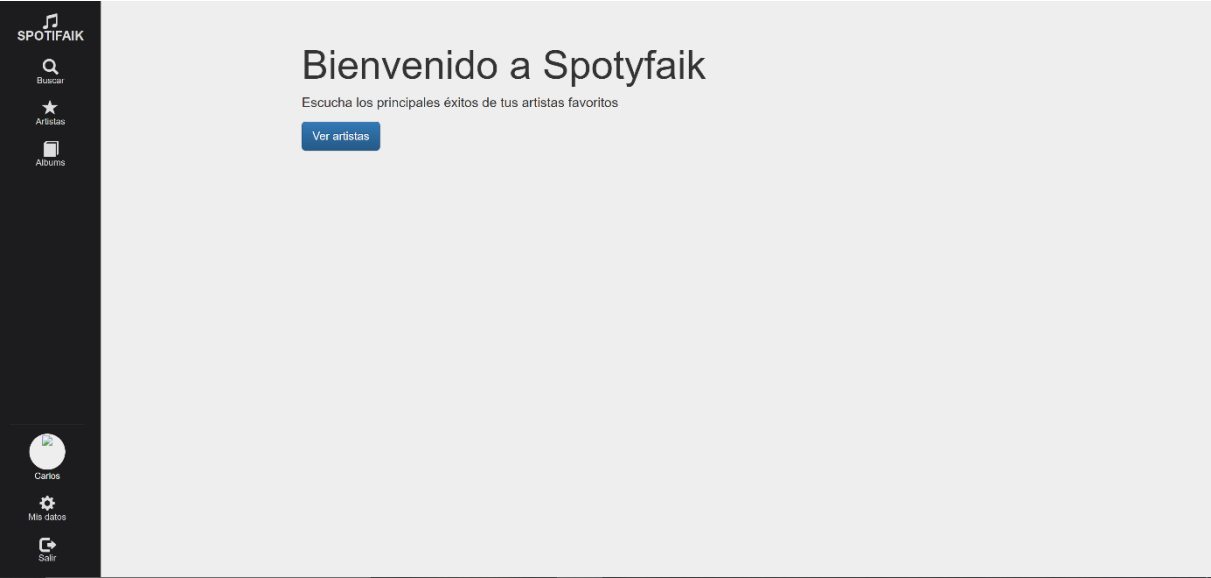 SPOTIFAIK
Buscar
Artistas
Albums
Carlos
Mis datos
Salir
Bienvenido a Spotyfaik
Escucha los principales éxitos de tus artistas favoritos
Ver artistas